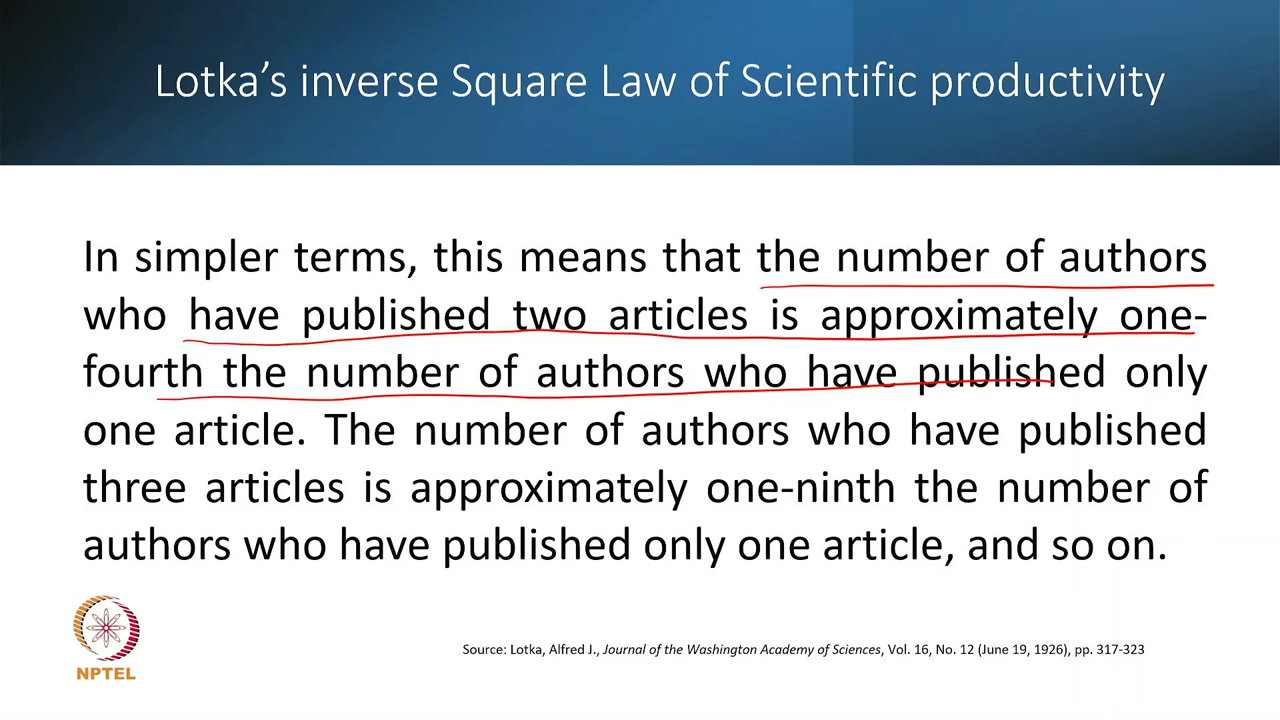 Lotka’s inverse Square Law of Scientific productivity
In simpler terms, this means that the number of authors
who have published two articles is approximately one-
fourth the number of authors who have published only
one article. The number of authors who have published
three articles is approximately one-ninth the number of
authors who have published only one article, and so on.
Source: Lotka, Alfred J., Journal of the Washington Academy of Sciences, Vol. 16, No. 12 (June 19, 1926), pp. 317-323
NPTEL